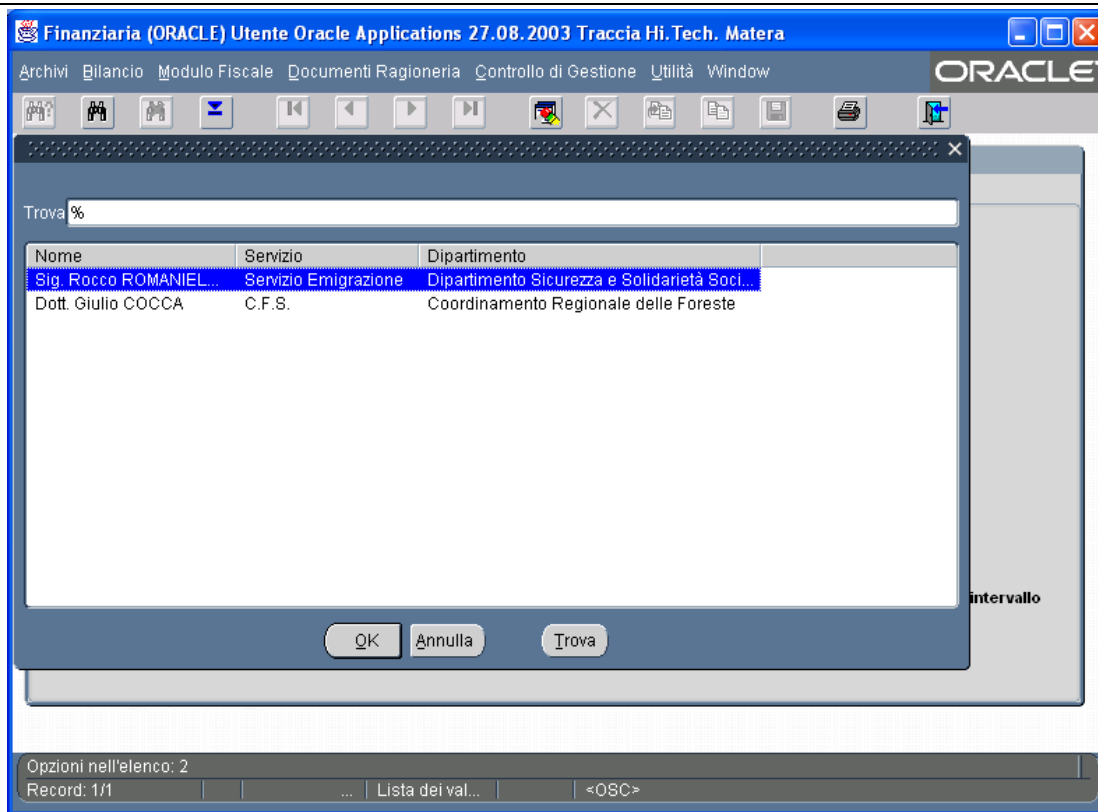 Finanziaria (ORACLE) Utente Oracle Applications 27.08.2003 Traccia Hi.Tech. Matera
Archivi Bilancio Modulo Fiscale Documenti Ragioneria Controllo di Gestione Utilità Window ORACLE
Trova %
Nome Servizio Dipartimento
Sig. Rocco ROMANIEL... Servizio Emigrazione Dipartimento Sicurezza e Solidarietà Soci...
Dott. Giulio COCCA C.F.S. Coordinamento Regionale delle Foreste
intervallo
OK Annulla Trova
Opzioni nell'elenco: 2
Record: 1/1 ... Lista dei val... <OSC>